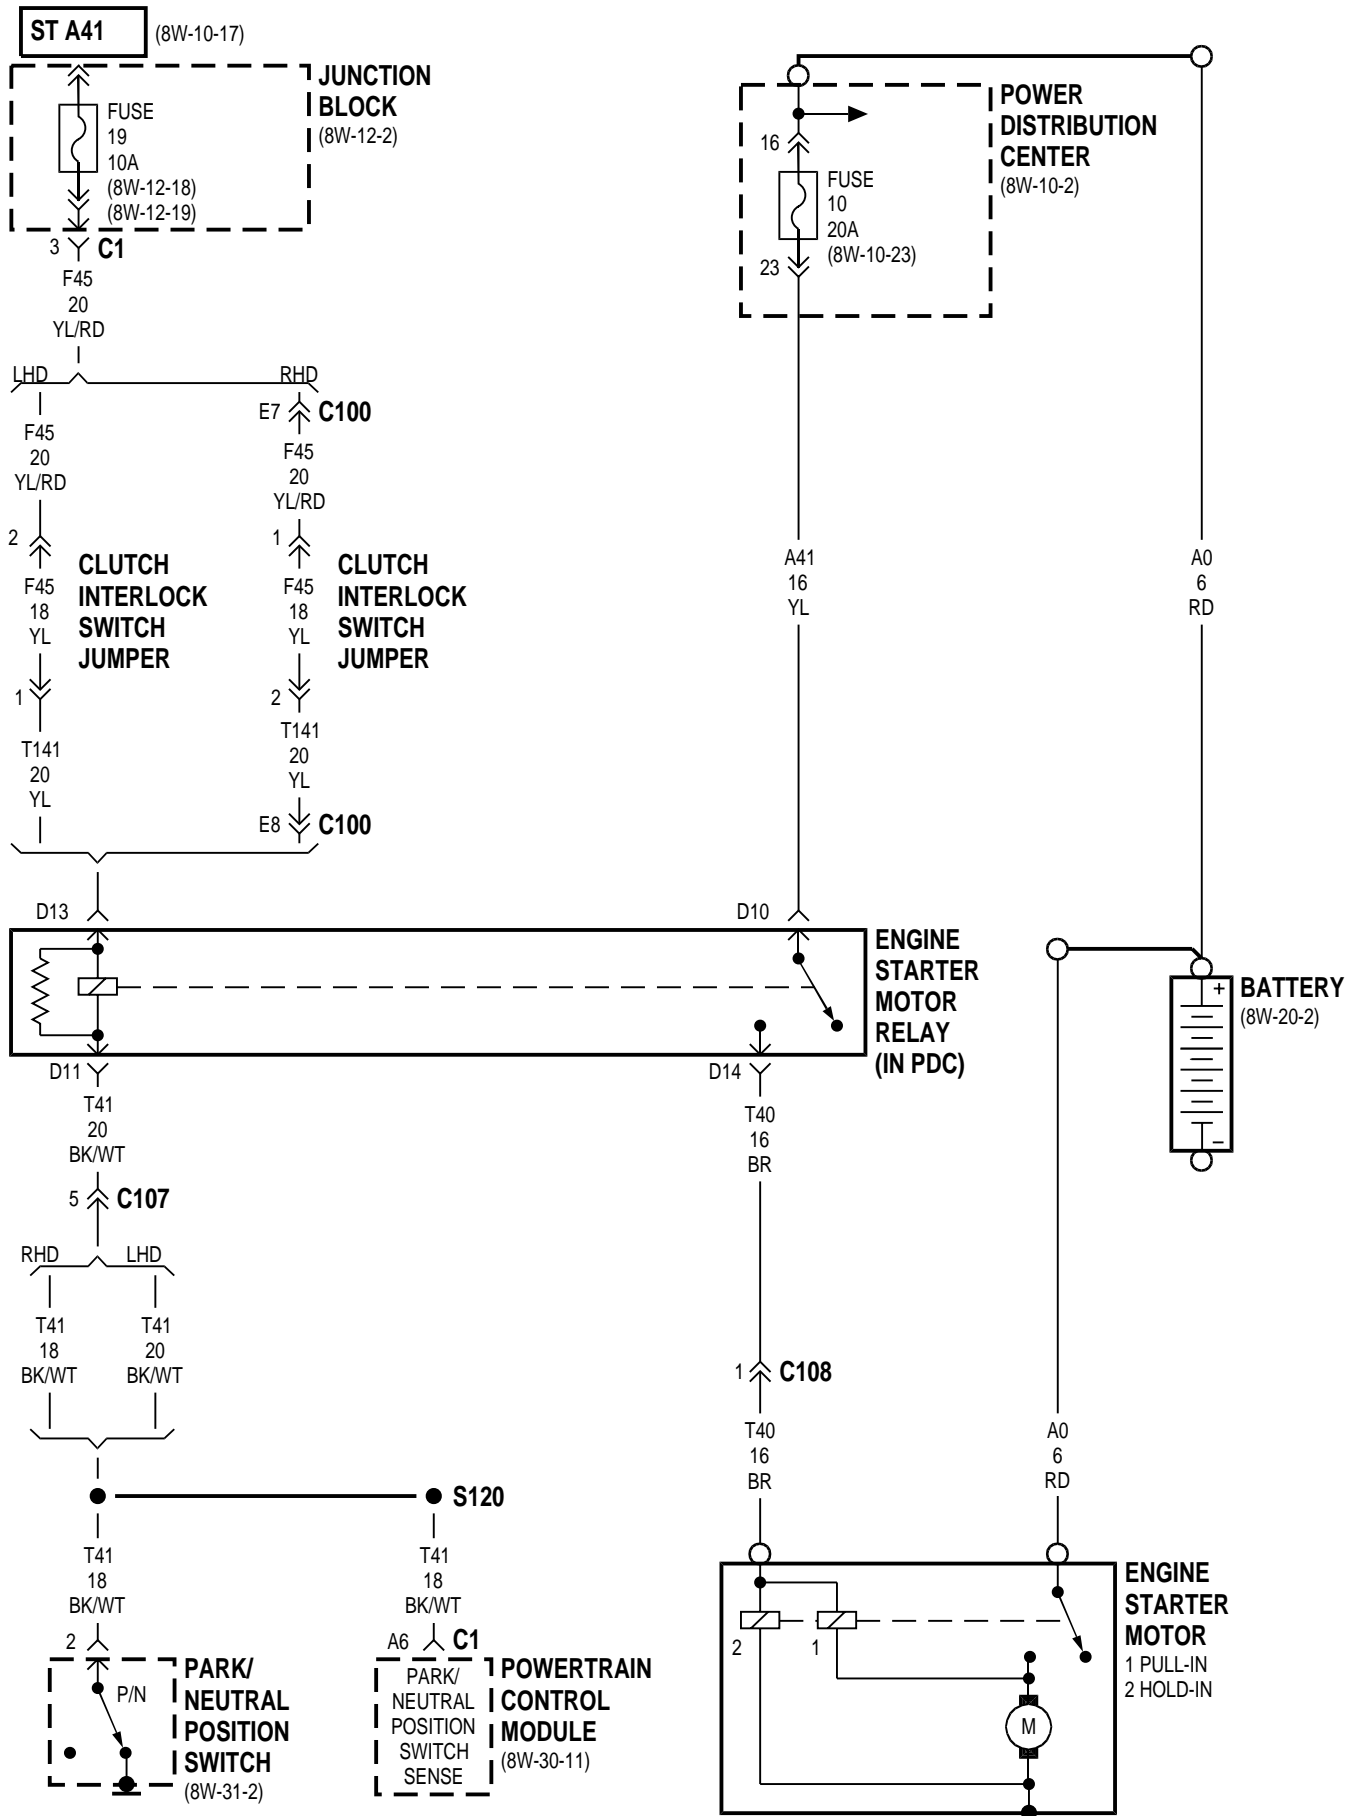 ST A41
(8W-10-17)
JUNCTION
BLOCK
(8W-12-2)
FUSE
19
10A
(8W-12-18)
(8W-12-19)
3
C1
F45
20
YL/RD
LHD
RHD
F45
20
YL/RD
2
F45
18
YL
1
T141
20
YL
CLUTCH
INTERLOCK
SWITCH
JUMPER
E7
C100
F45
20
YL/RD
1
F45
18
YL
2
T141
20
YL
E8
C100
CLUTCH
INTERLOCK
SWITCH
JUMPER
POWER
DISTRIBUTION
CENTER
(8W-10-2)
16
FUSE
10
20A
(8W-10-23)
23
A41
16
YL
A0
6
RD
D13
D10
ENGINE
STARTER
MOTOR
RELAY
(IN PDC)
D11
D14
+
BATTERY
(8W-20-2)
–
T41
20
BK/WT
5
C107
RHD
LHD
T41
18
BK/WT
T41
20
BK/WT
S120
T41
18
BK/WT
2
P/N
PARK/
NEUTRAL
POSITION
SWITCH
(8W-31-2)
T41
18
BK/WT
A6
C1
PARK/
NEUTRAL
POSITION
SWITCH
SENSE
POWERTRAIN
CONTROL
MODULE
(8W-30-11)
T40
16
BR
1
C108
T40
16
BR
A0
6
RD
2
1
M
ENGINE
STARTER
MOTOR
1 PULL-IN
2 HOLD-IN